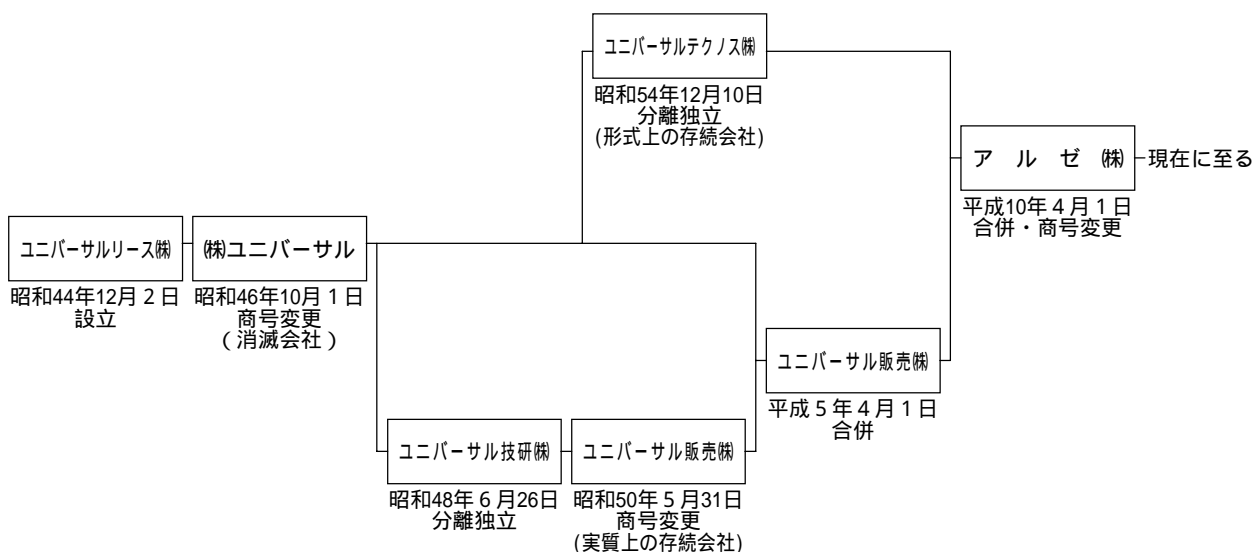 ユニバーサルテクノス㈱
昭和54年12月10日
分離独立
(形式上の存続会社)
アルゼ㈱
現在に至る
平成10年4月1日
合併・商号変更
ユニバーサルリース㈱
昭和44年12月2日
設立
㈱ユニバーサル
昭和46年10月1日
商号変更
(消滅会社)
ユニバーサル販売㈱
平成5年4月1日
合併
ユニバーサル技研㈱
昭和48年6月26日
分離独立
ユニバーサル販売㈱
昭和50年5月31日
商号変更
(実質上の存続会社)